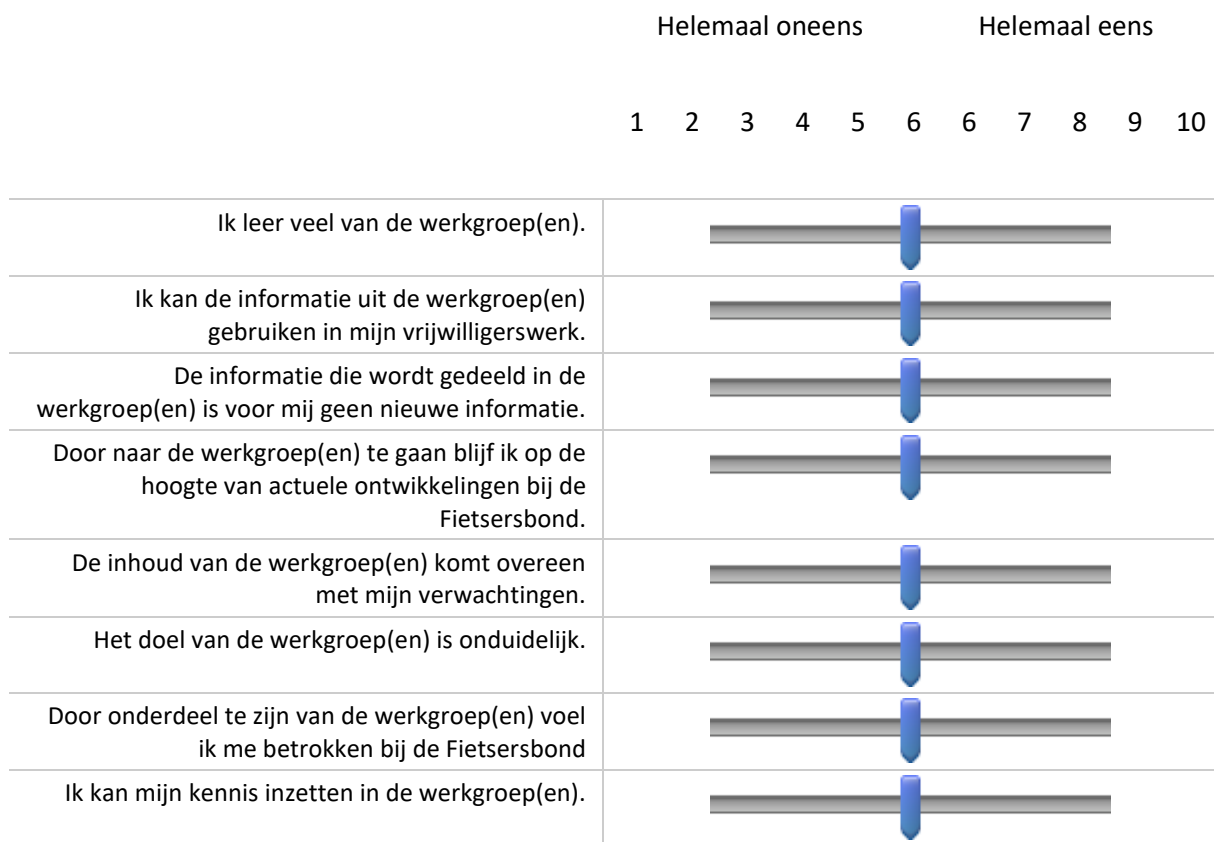 Helemaal oneens Helemaal eens
1 2 3 4 5 6 6 7 8 9 10
Ik leer veel van de werkgroep(en).
Ik kan de informatie uit de werkgroep(en)
gebruiken in mijn vrijwilligerswerk.
De informatie die wordt gedeeld in de
werkgroep(en) is voor mij geen nieuwe informatie.
Door naar de werkgroep(en) te gaan blijf ik op de
hoogte van actuele ontwikkelingen bij de
Fietsersbond.
De inhoud van de werkgroep(en) komt overeen
met mijn verwachtingen.
Het doel van de werkgroep(en) is onduidelijk.
Door onderdeel te zijn van de werkgroep(en) voel
ik me betrokken bij de Fietsersbond
Ik kan mijn kennis inzetten in de werkgroep(en).